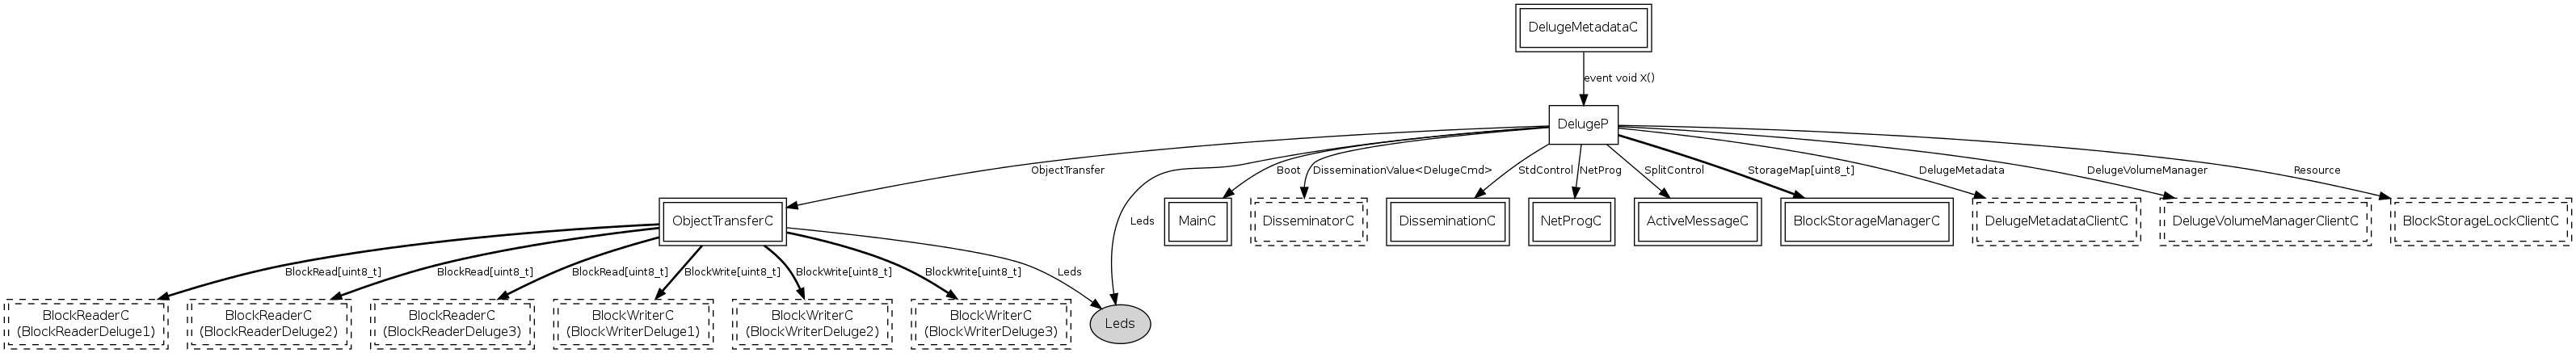 DelugeMetadataC
event void X()
DelugeP
ObjectTransfer
Leds
Boot
DisseminationValue<DelugeCmd>
StdControl
NetProg
SplitControl
StorageMap[uint8_t]
DelugeMetadata
DelugeVolumeManager
Resource
ObjectTransferC
MainC
DisseminatorC
DisseminationC
NetProgC
ActiveMessageC
BlockStorageManagerC
DelugeMetadataClientC
DelugeVolumeManagerClientC
BlockStorageLockClientC
BlockRead[uint8_t]
BlockRead[uint8_t]
BlockRead[uint8_t]
BlockWrite[uint8_t]
BlockWrite[uint8_t]
BlockWrite[uint8_t]
Leds
BlockReaderC
(BlockReaderDeluge1)
BlockReaderC
(BlockReaderDeluge2)
BlockReaderC
(BlockReaderDeluge3)
BlockWriterC
(BlockWriterDeluge1)
BlockWriterC
(BlockWriterDeluge2)
BlockWriterC
(BlockWriterDeluge3)
Leds